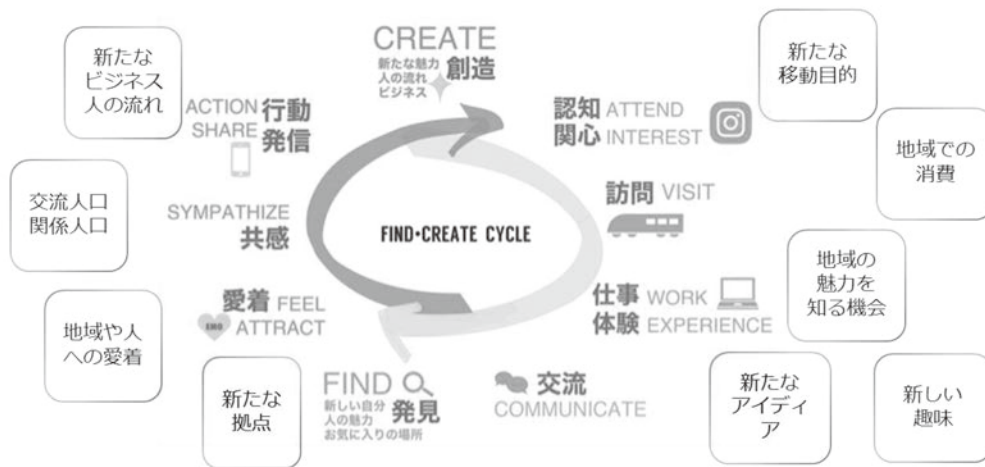 新たな
ビジネス
人の流れ
CREATE
新たな魅力
人の流れ
ビジネス
創造
新たな
移動目的
ACTION 行動
SHARE 発信
認知 ATTEND
関心 INTEREST
地域での
消費
交流人口
関係人口
訪問 VISIT
SYMPATHIZE
共感
FIND・CREATE CYCLE
地域の
魅力を
知る機会
地域や人
への愛着
愛着 FEEL
ATTRACT
仕事 WORK
体験 EXPERIENCE
新たな
拠点
FIND
新しい自分
人の魅力
お気に入りの場所
発見
交流
COMMUNICATE
新たな
アイディ
ア
新しい
趣味